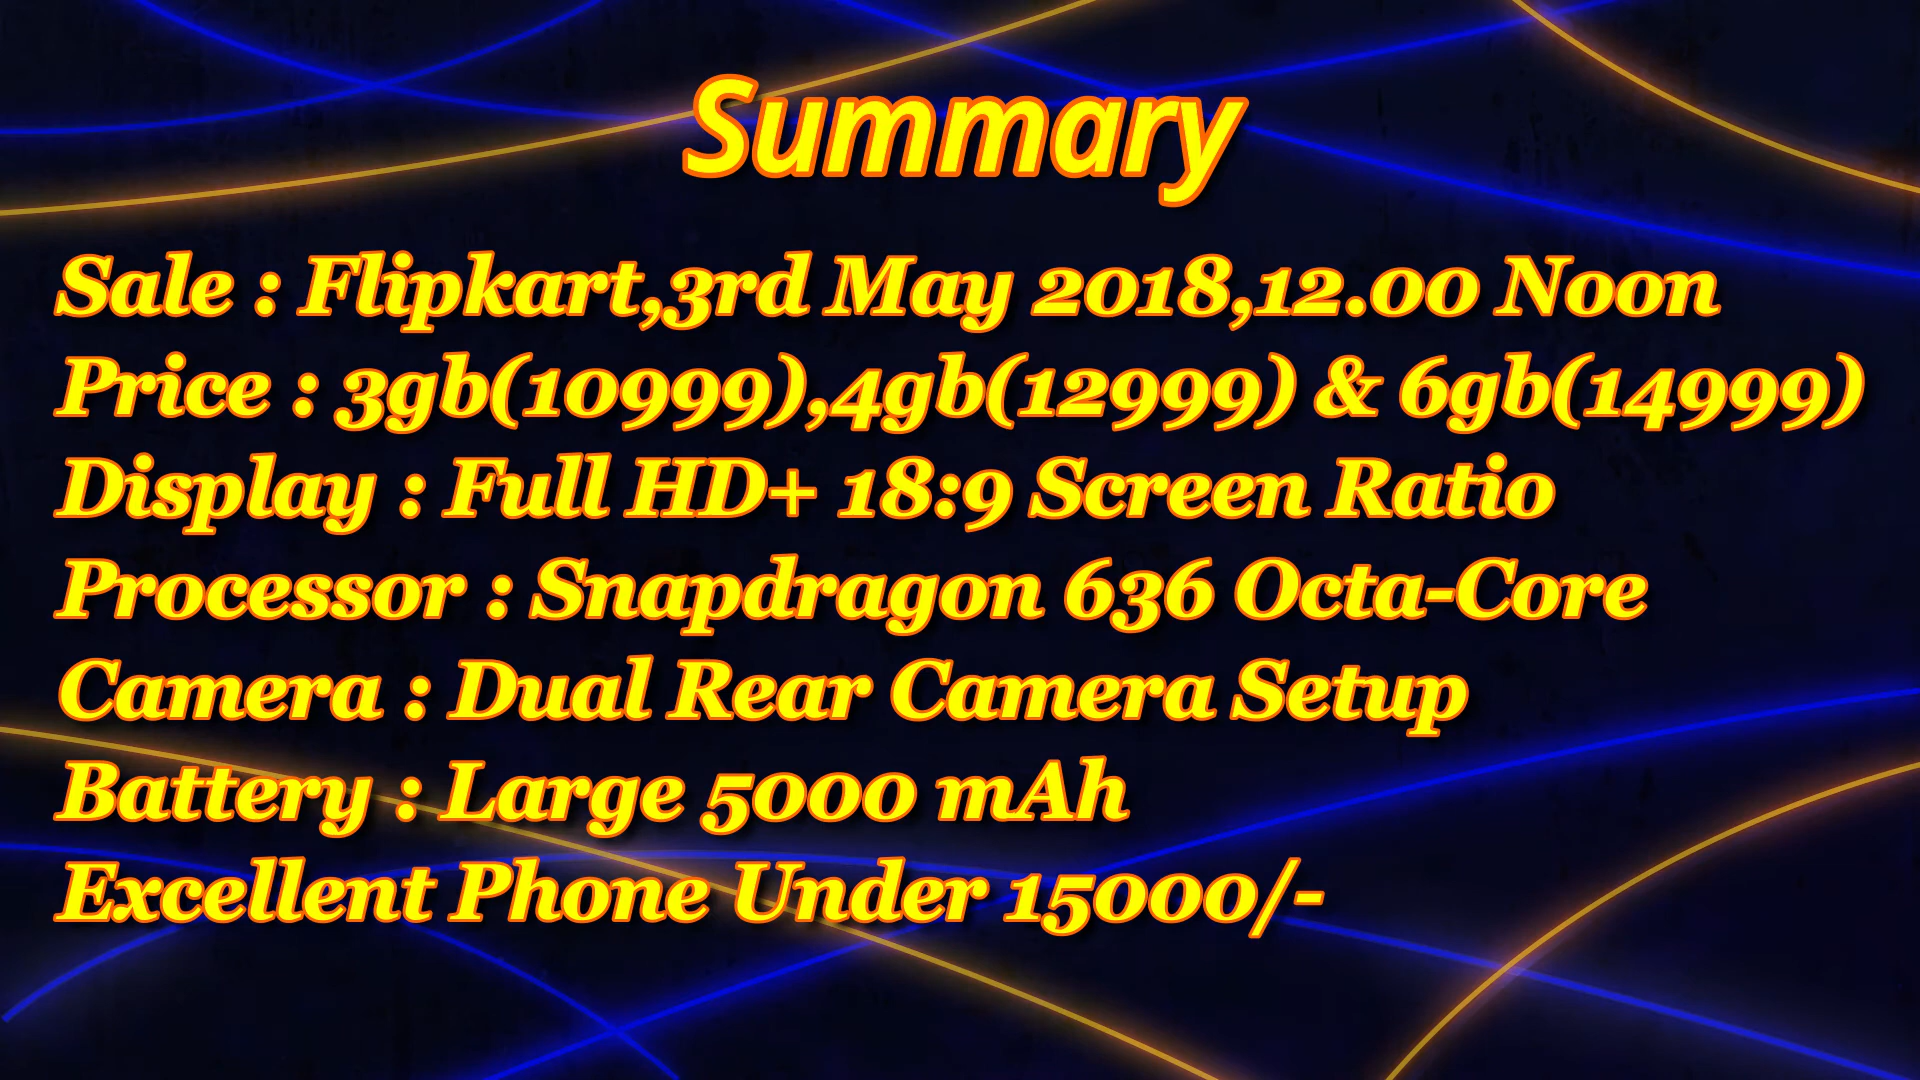 Summary
Sale : Flipkart,3rd May 2018,12.00 Noon
Price : 3gb(10999),4gb(12999) & 6gb(14999)
Display : Full HD+ 18:9 Screen Ratio
Processor : Snapdragon 636 Octa-Core
Camera : Dual Rear Camera Setup
Battery : Large 5000 mAh
Excellent Phone Under 15000/-